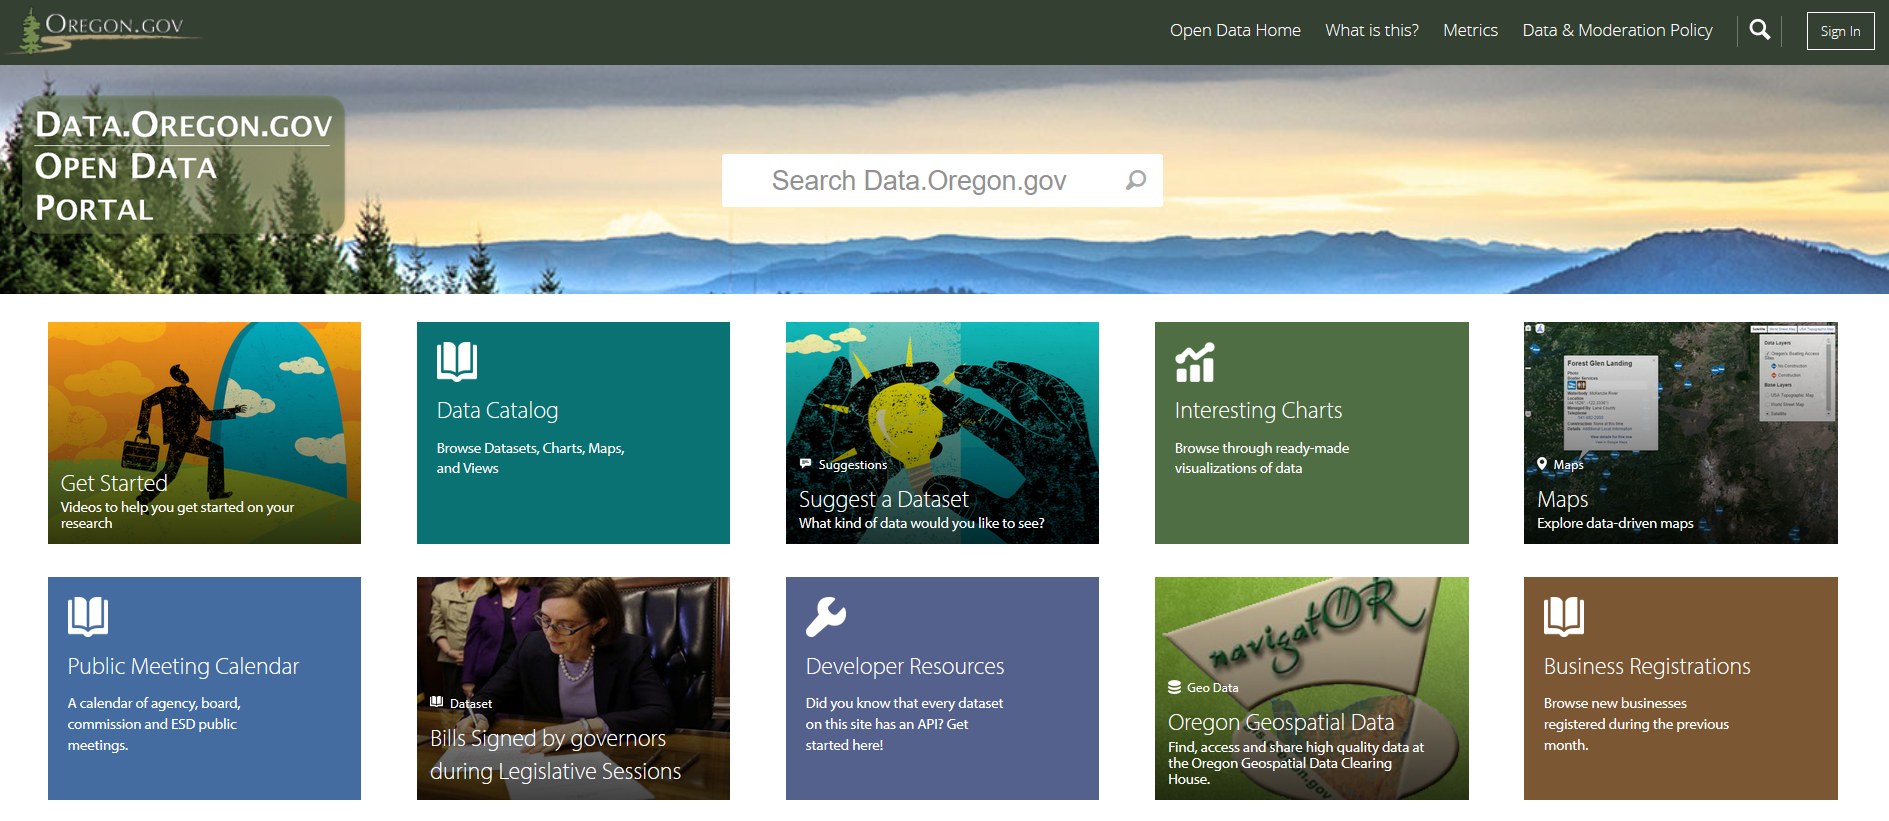 OREGON.GOV
Open Data Home
What is this?
Metrics
Data & Moderation Policy
Sign In
DATA.OREGON.GOV
OPEN DATA
PORTAL
Search Data.Oregon.gov
Get Started
Videos to help you get started on your
research
Data Catalog
Browse Datasets, Charts, Maps,
and Views
Suggestions
Suggest a Dataset
What kind of data would you like to see?
Interesting Charts
Browse through ready-made
visualizations of data
Forest Glen Landing
Data Layers
Base Layers
Maps
Maps
Explore data-driven maps
Public Meeting Calendar
A calendar of agency, board,
commission and ESD public
meetings.
Dataset
Bills Signed by governors
during Legislative Sessions
Developer Resources
Did you know that every dataset
on this site has an API? Get
started here!
navigatOR
Geo Data
Oregon Geospatial Data
Find, access and share high quality data at
the Oregon Geospatial Data Clearing
House.
Business Registrations
Browse new businesses
registered during the previous
month.